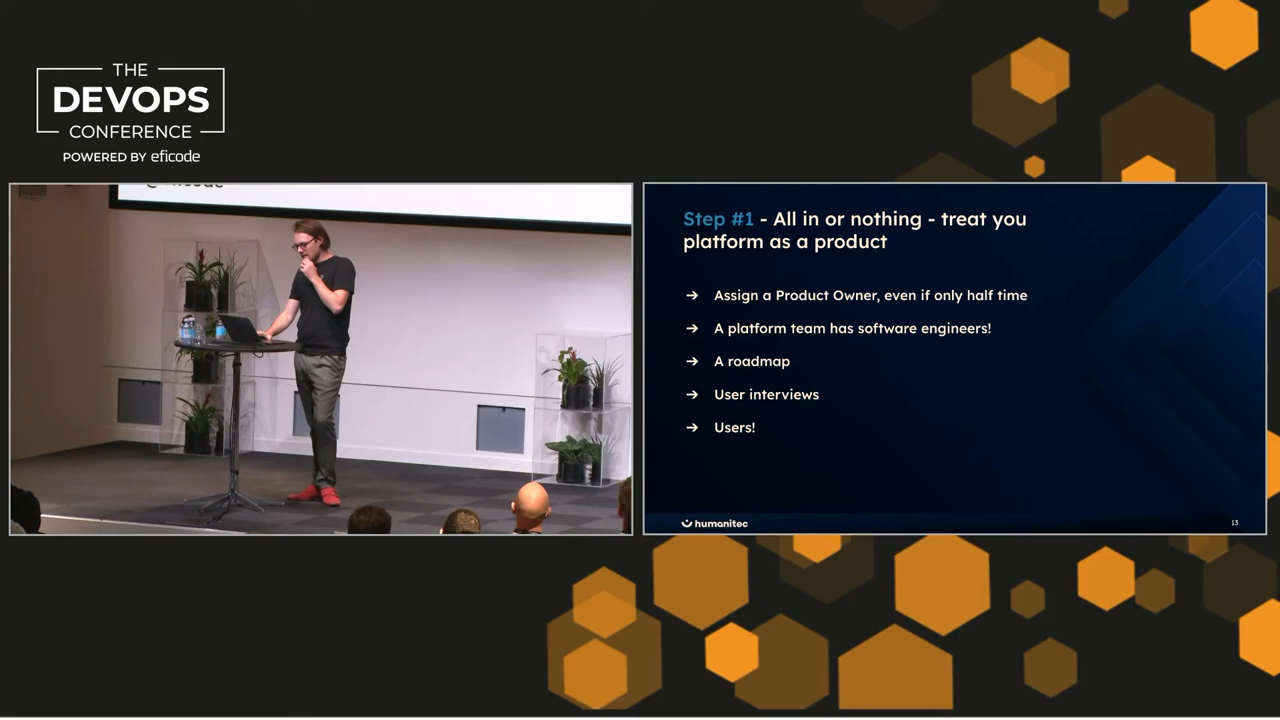 THE
DEVOPS
CONFERENCE
POWERED BY eficode
Step #1 - All in or nothing - treat you
platform as a product
➔ Assign a Product Owner, even if only half time
➔ A platform team has software engineers!
➔ A roadmap
➔ User interviews
➔ Users!
humanitec
13